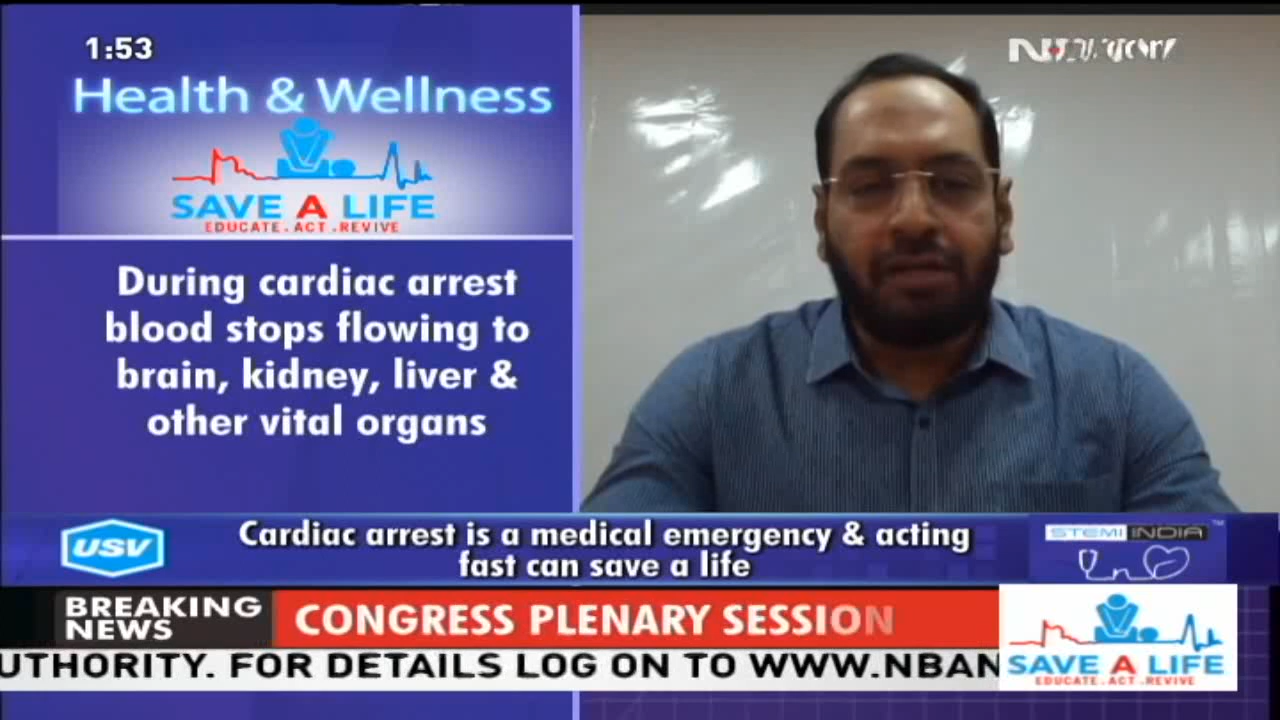 1:53
Health & Wellness
SAVE A LIFE
EDUCATE . ACT . REVIVE
During cardiac arrest
blood stops flowing to
brain, kidney, liver &
other vital organs
USV
Cardiac arrest is a medical emergency & acting
fast can save a life
STEMI INDIA™
BREAKING
NEWS
CONGRESS PLENARY SESSION
UTHORITY. FOR DETAILS LOG ON TO WWW.NBAN
SAVE A LIFE
EDUCATE . ACT . REVIVE